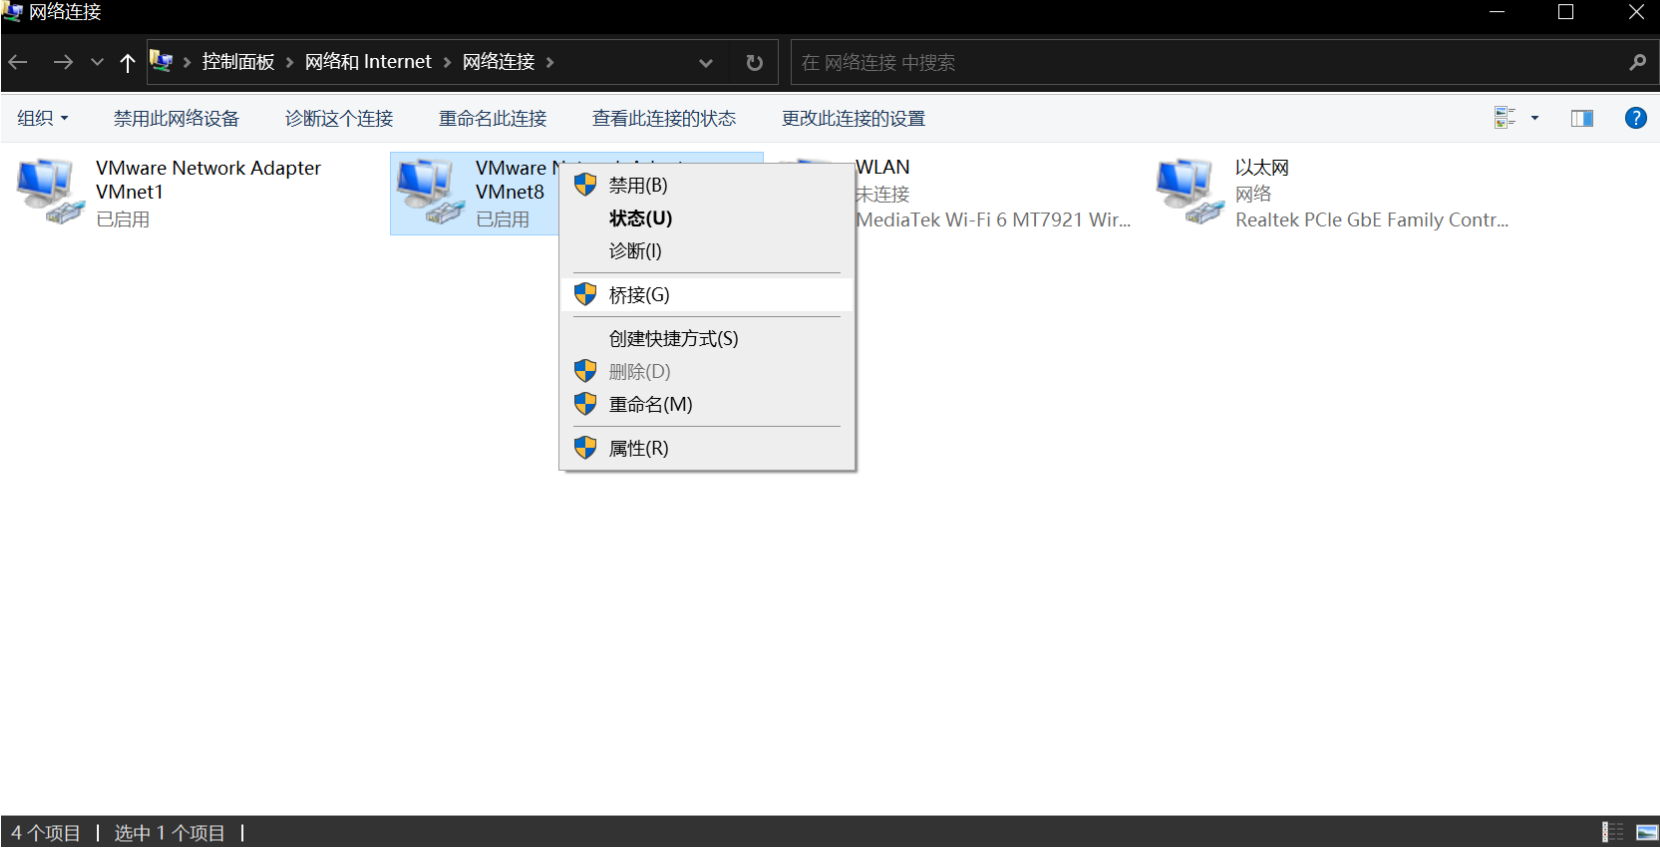 网络连接
控制面板 网络和 Internet 网络连接
在 网络连接 中搜索
组织 禁用此网络设备 诊断这个连接 重命名此连接 查看此连接的状态 更改此连接的设置
VMware Network Adapter
VMnet1
已启用
VMware
VMnet8
已启用
WLAN
未连接
MediaTek Wi-Fi 6 MT7921 Wir...
以太网
网络
Realtek PCIe GbE Family Contr...
禁用(B)
状态(U)
诊断(I)
桥接(G)
创建快捷方式(S)
删除(D)
重命名(M)
属性(R)
4 个项目 | 选中 1 个项目 |